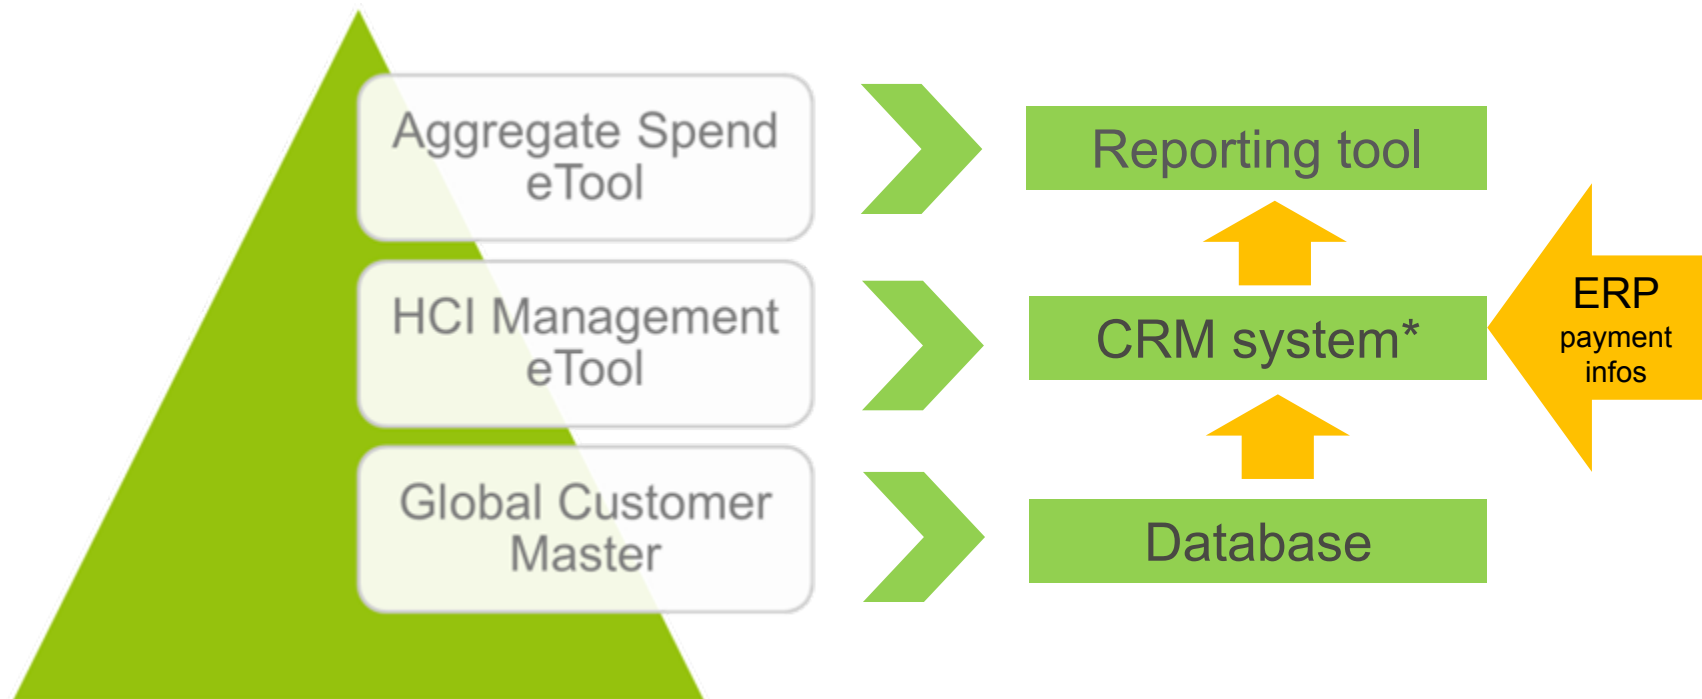 Aggregate Spend
eTool
Reporting tool
HCI Management
eTool
CRM system*
ERP
payment
infos
Global Customer
Master
Database